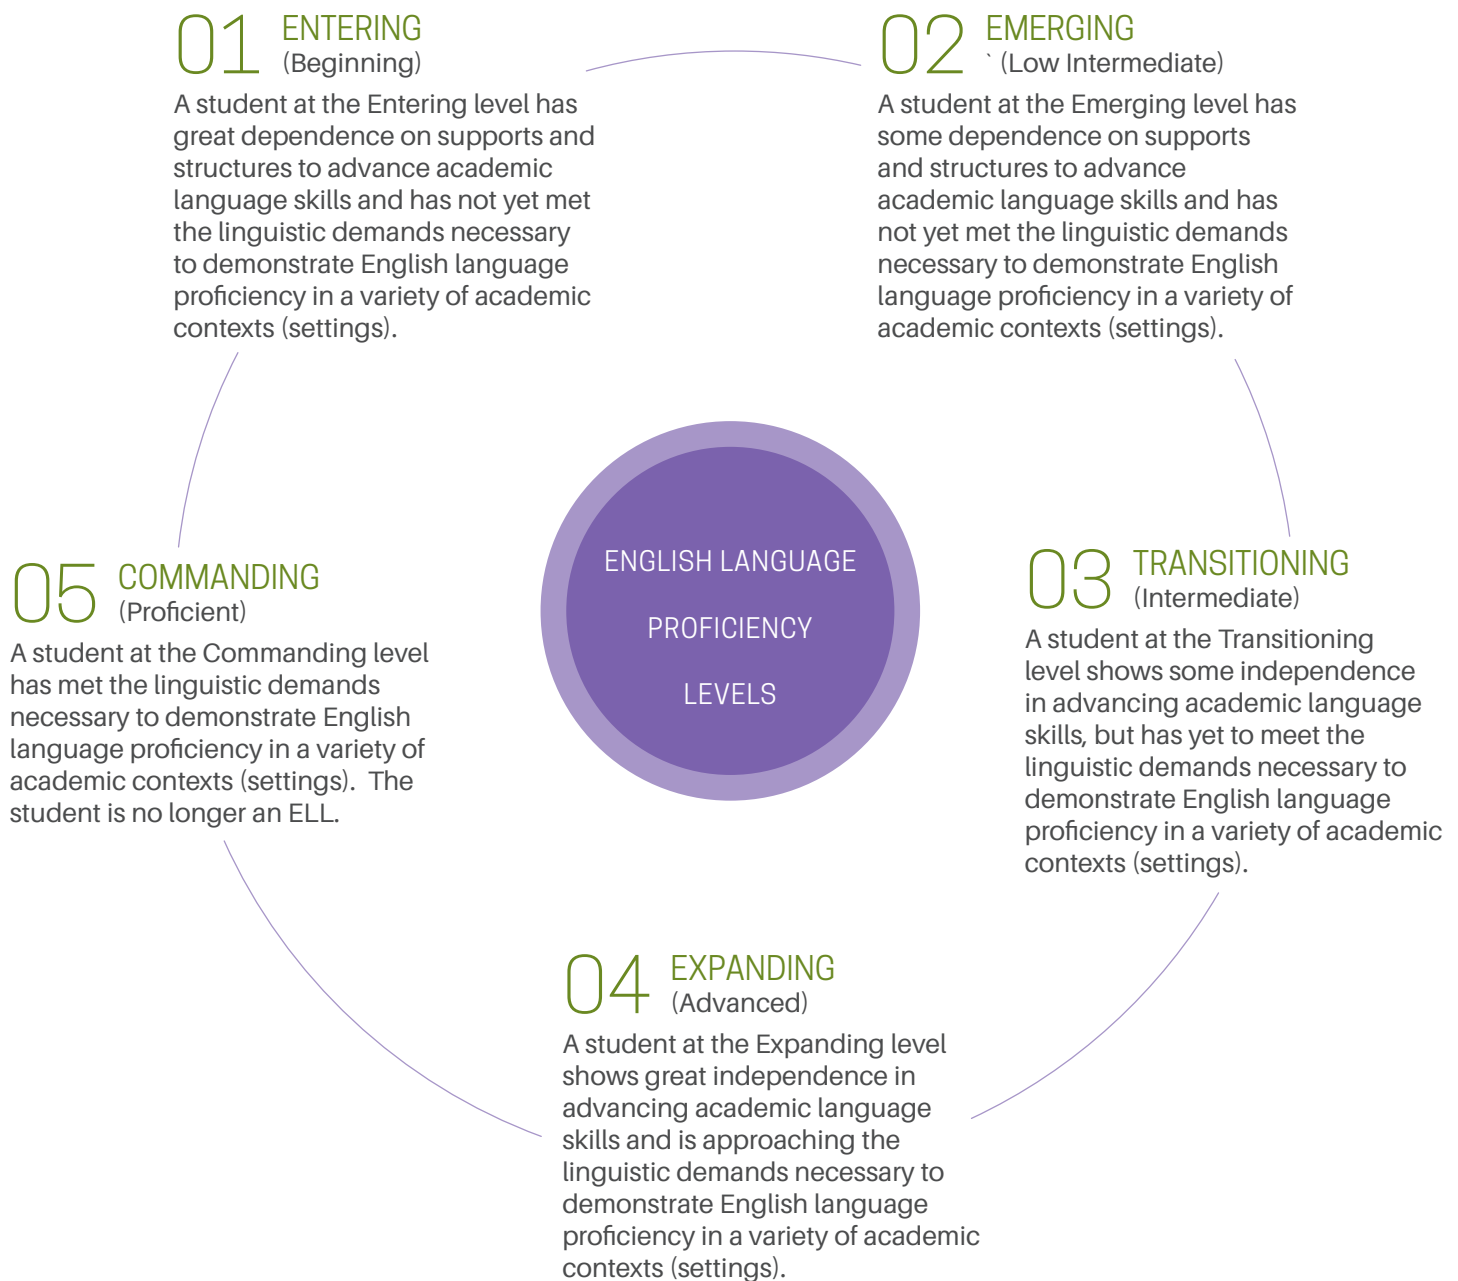 01 ENTERING
(Beginning)
A student at the Entering level has
great dependence on supports and
structures to advance academic
language skills and has not yet met
the linguistic demands necessary
to demonstrate English language
proficiency in a variety of academic
contexts (settings).
02 EMERGING
` (Low Intermediate)
A student at the Emerging level has
some dependence on supports
and structures to advance
academic language skills and has
not yet met the linguistic demands
necessary to demonstrate English
language proficiency in a variety of
academic contexts (settings).
03 TRANSITIONING
(Intermediate)
A student at the Transitioning
level shows some independence
in advancing academic language
skills, but has yet to meet the
linguistic demands necessary to
demonstrate English language
proficiency in a variety of academic
contexts (settings).
04 EXPANDING
(Advanced)
A student at the Expanding level
shows great independence in
advancing academic language
skills and is approaching the
linguistic demands necessary to
demonstrate English language
proficiency in a variety of academic
contexts (settings).
05 COMMANDING
(Proficient)
A student at the Commanding level
has met the linguistic demands
necessary to demonstrate English
language proficiency in a variety of
academic contexts (settings).  The
student is no longer an ELL.
ENGLISH LANGUAGE
PROFICIENCY
LEVELS